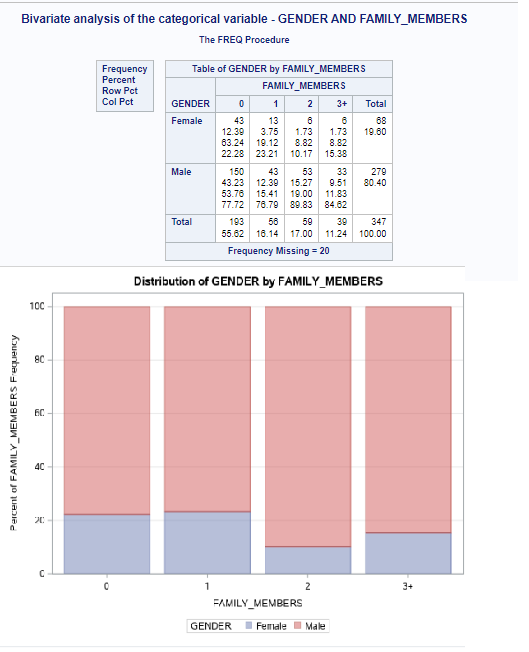 Bivariate analysis of the categorical variable - GENDER AND FAMILY_MEMBERS
The FREQ Procedure
Frequency
Percent
Row Pct
Col Pct
Table of GENDER by FAMILY_MEMBERS
FAMILY_MEMBERS
GENDER 0 1 2 3+ Total
Female 43 13 6 6 68
12.39 3.75 1.73 1.73 19.60
63.24 19.12 8.82 8.82
22.28 23.21 10.17 15.38
Male 150 43 53 33 279
43.23 12.39 15.27 9.51 80.40
53.76 15.41 19.00 11.83
77.72 76.79 89.83 84.62
Total 193 56 59 39 347
55.62 16.14 17.00 11.24 100.00
Frequency Missing = 20
Distribution of GENDER by FAMILY_MEMBERS
Percent of FAMILY_MEMBERS Frequency
100
80
60
40
20
0
0 1 2 3+
FAMILY_MEMBERS
GENDER Female Male